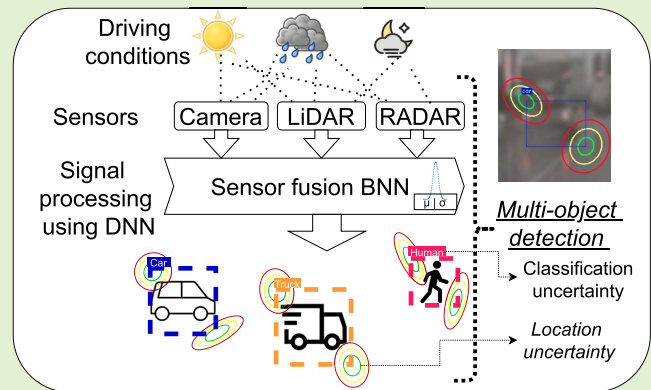 Driving
conditions
Sensors
Camera
LiDAR
RADAR
Signal
processing
using DNN
Sensor fusion BNN
μ | σ
car
Multi-object
detection
Car
Truck
Human
Classification
uncertainty
Location
uncertainty